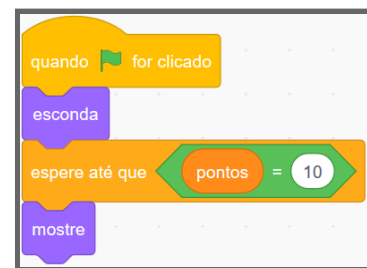 quando for clicado
esconda
espere até que pontos = 10
mostre